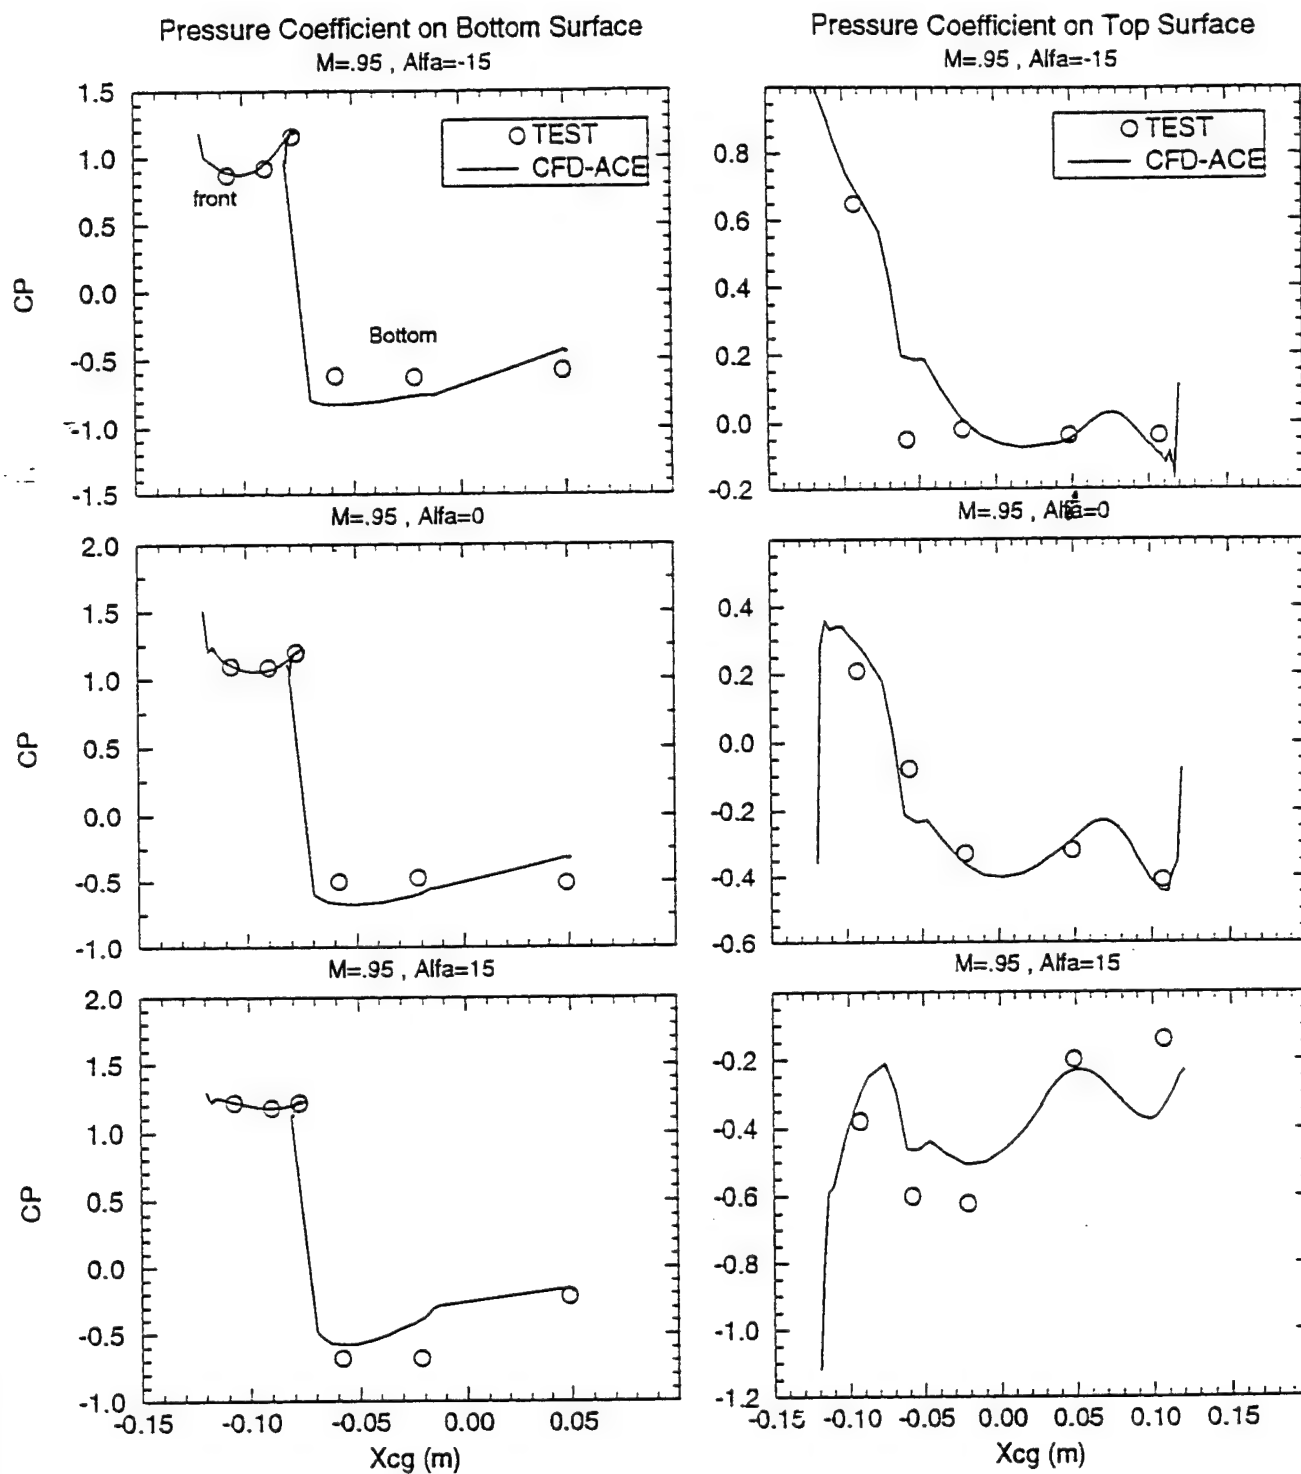 Pressure Coefficient on Bottom Surface
M=.95 , Alfa=-15
1.5
1.0
0.5
0.0
-0.5
-1.0
-1.5
CP
TEST
CFD-ACE
front
Bottom
M=.95 , Alfa=0
2.0
1.5
1.0
0.5
0.0
-0.5
-1.0
CP
M=.95 , Alfa=15
2.0
1.5
1.0
0.5
0.0
-0.5
-1.0
CP
-0.15 -0.10 -0.05 0.00 0.05
Xcg (m)
Pressure Coefficient on Top Surface
M=.95 , Alfa=-15
0.8
0.6
0.4
0.2
0.0
-0.2
TEST
CFD-ACE
M=.95 , Alfa=0
0.4
0.2
0.0
-0.2
-0.4
-0.6
M=.95 , Alfa=15
-0.2
-0.4
-0.6
-0.8
-1.0
-1.2
-0.15 -0.10 -0.05 0.00 0.05 0.10 0.15
Xcg (m)